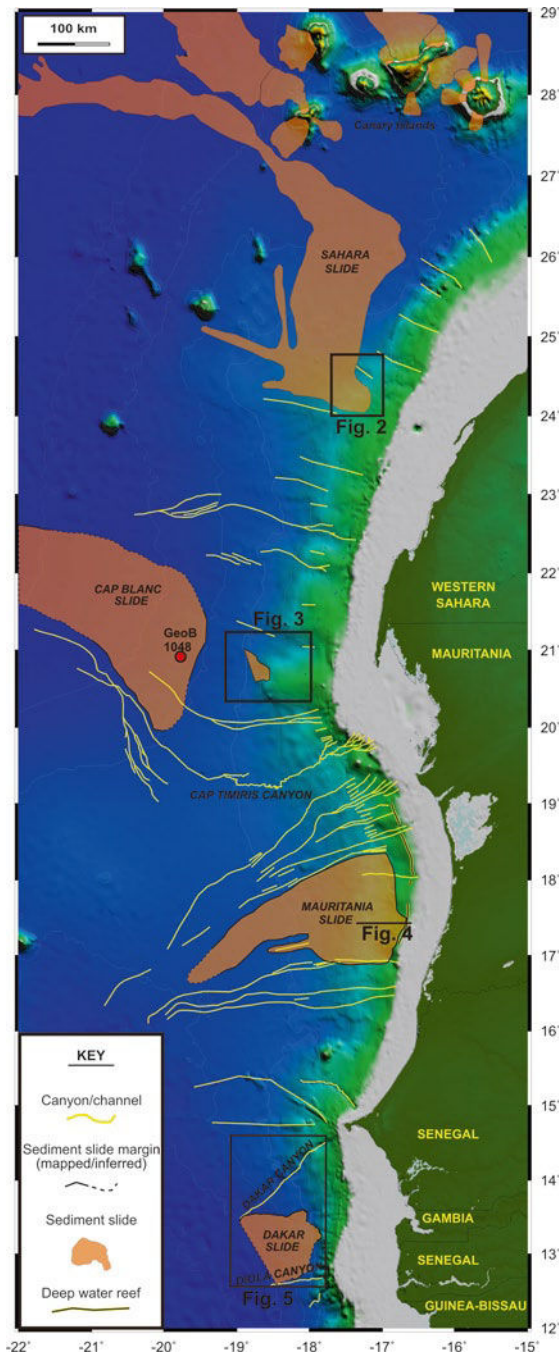 100 km
29°
28°
27°
26°
25°
24°
23°
22°
21°
20°
19°
18°
17°
16°
15°
14°
13°
12°
Canary Islands
SAHARA
SLIDE
Fig. 2
CAP BLANC
SLIDE
GeoB
1048
Fig. 3
WESTERN
SAHARA
MAURITANIA
CAP TIMIRIS CANYON
MAURITANIA
SLIDE
Fig. 4
KEY
Canyon/channel
Sediment slide margin
(mapped/inferred)
Sediment slide
Deep water reef
SENEGAL
DAKAR CANYON
GAMBIA
DAKAR
SLIDE
SENEGAL
DIOLA CANYON
Fig. 5
GUINEA-BISSAU
-22° -21° -20° -19° -18° -17° -16° -15°